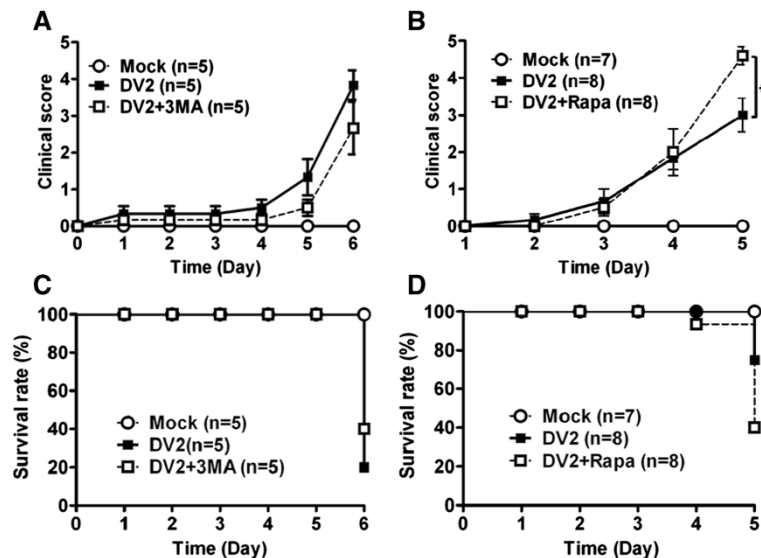 A
Clinical score
5
4
3
2
1
0
Mock (n=5)
DV2 (n=5)
DV2+3MA (n=5)
0 1 2 3 4 5 6
Time (Day)
B
Clinical score
5
4
3
2
1
0
Mock (n=7)
DV2 (n=8)
DV2+Rapa (n=8)
1 2 3 4 5
Time (Day)
C
Survival rate (%)
100
80
60
40
20
0
Mock (n=5)
DV2(n=5)
DV2+3MA (n=5)
0 1 2 3 4 5 6
Time (Day)
D
Survival rate (%)
100
80
60
40
20
0
Mock (n=7)
DV2 (n=8)
DV2+Rapa (n=8)
0 1 2 3 4 5
Time (Day)